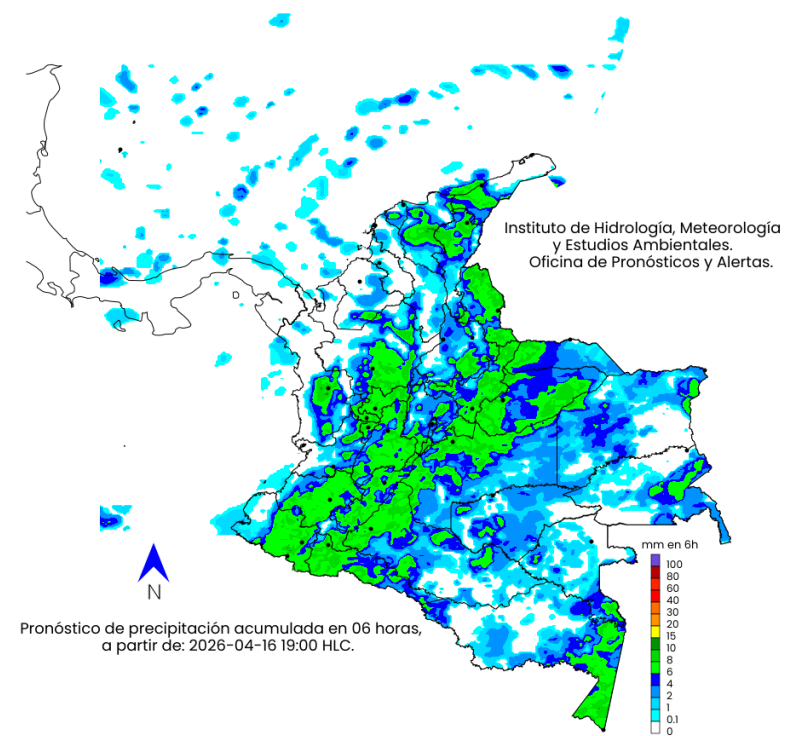 Instituto de Hidrología, Meteorología
y Estudios Ambientales.
Oficina de Pronósticos y Alertas.
N
Pronóstico de precipitación acumulada en 06 horas,
a partir de: 2026-04-16 19:00 HLC.
mm en 6h
100
80
60
40
30
20
15
10
8
6
4
2
1
0.1
0